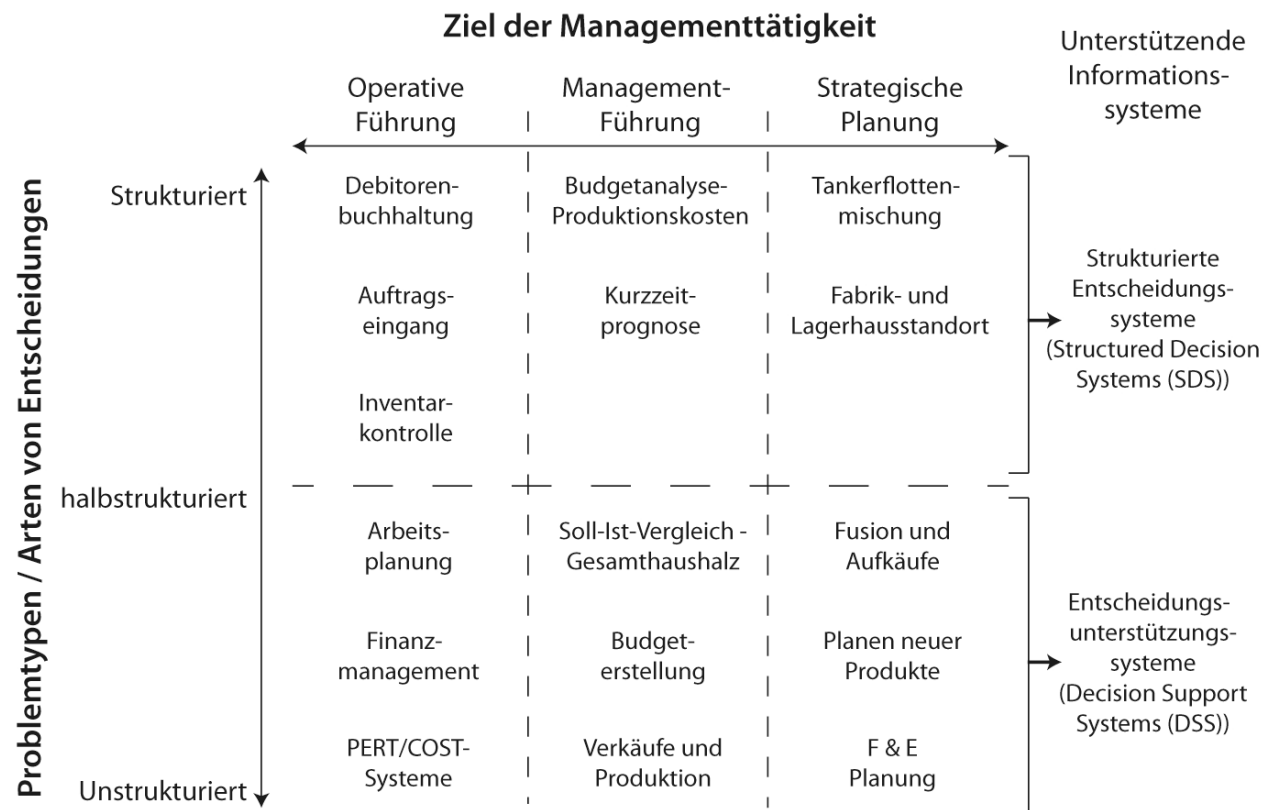 Ziel der Managementtätigkeit
Unterstützende
Informations-
systeme
Operative
Führung
Management-
Führung
Strategische
Planung
Problemtypen / Arten von Entscheidungen
Strukturiert
halbstrukturiert
Unstrukturiert
Debitoren-
buchhaltung
Budgetanalyse-
Produktionskosten
Tankerflotten-
mischung
Auftrags-
eingang
Kurzzeit-
prognose
Fabrik- und
Lagerhausstandort
Inventar-
kontrolle
Strukturierte
Entscheidungs-
systeme
(Structured Decision
Systems (SDS))
Arbeits-
planung
Soll-Ist-Vergleich -
Gesamthaushalz
Fusion und
Aufkäufe
Finanz-
management
Budget-
erstellung
Planen neuer
Produkte
PERT/COST-
Systeme
Verkäufe und
Produktion
F & E
Planung
Entscheidungs-
unterstützungs-
systeme
(Decision Support
Systems (DSS))